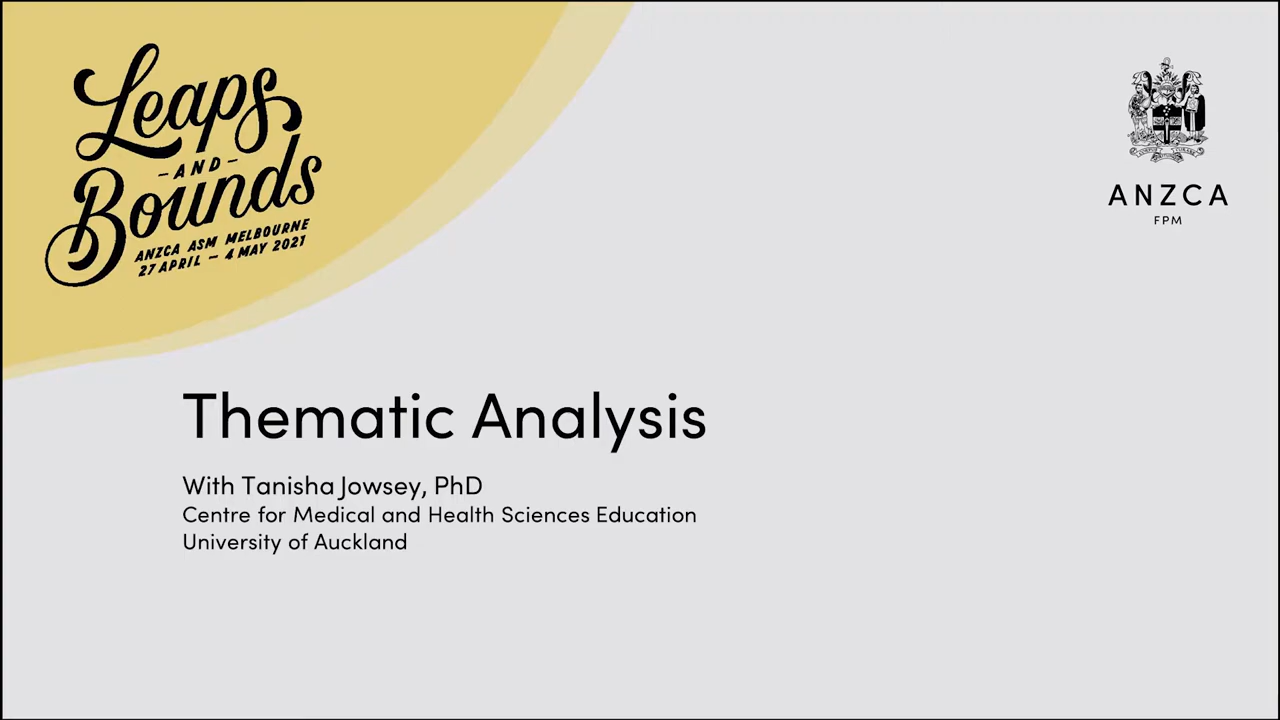 Leaps
-AND-
Bounds
ANZCA ASM MELBOURNE
27 APRIL – 4 MAY 2021
ANZCA
FPM
Thematic Analysis
With Tanisha Jowsey, PhD
Centre for Medical and Health Sciences Education
University of Auckland